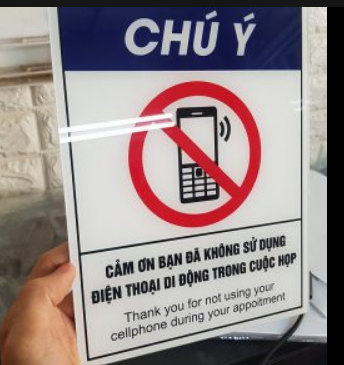 CHÚ Ý
CẢM ƠN BẠN ĐÃ KHÔNG SỬ DỤNG
ĐIỆN THOẠI DI ĐỘNG TRONG CUỘC HỌP
Thank you for not using your
cellphone during your appoitment